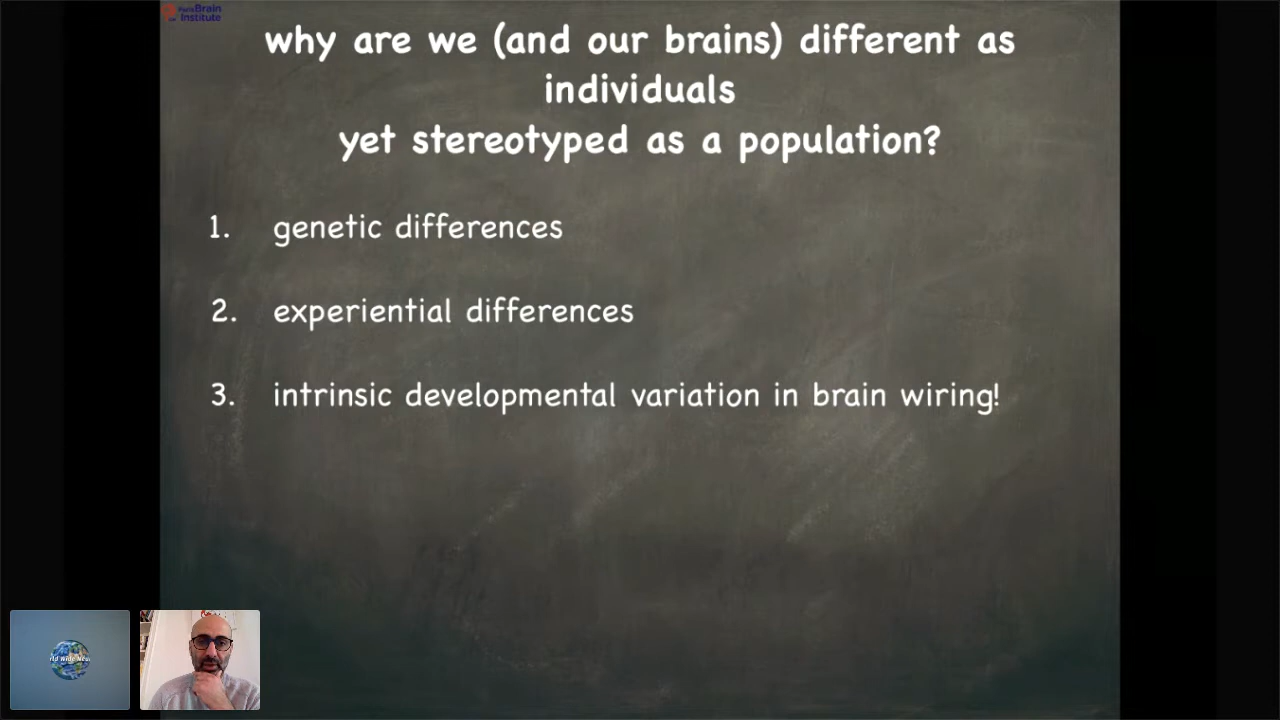 Paris Brain
Institute
why are we (and our brains) different as
individuals
yet stereotyped as a population?
1. genetic differences
2. experiential differences
3. intrinsic developmental variation in brain wiring!